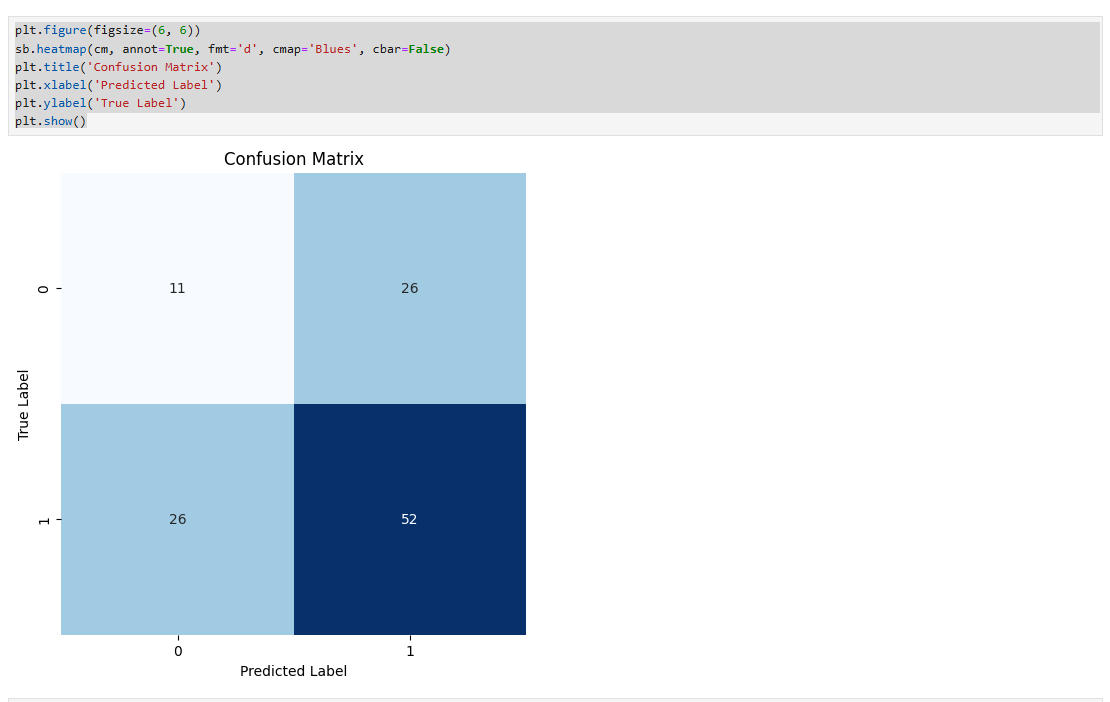 plt.figure(figsize=(6, 6))
sb.heatmap(cm, annot=True, fmt='d', cmap='Blues', cbar=False)
plt.title('Confusion Matrix')
plt.xlabel('Predicted Label')
plt.ylabel('True Label')
plt.show()
Confusion Matrix
0
11
26
True Label
1
26
52
0
1
Predicted Label